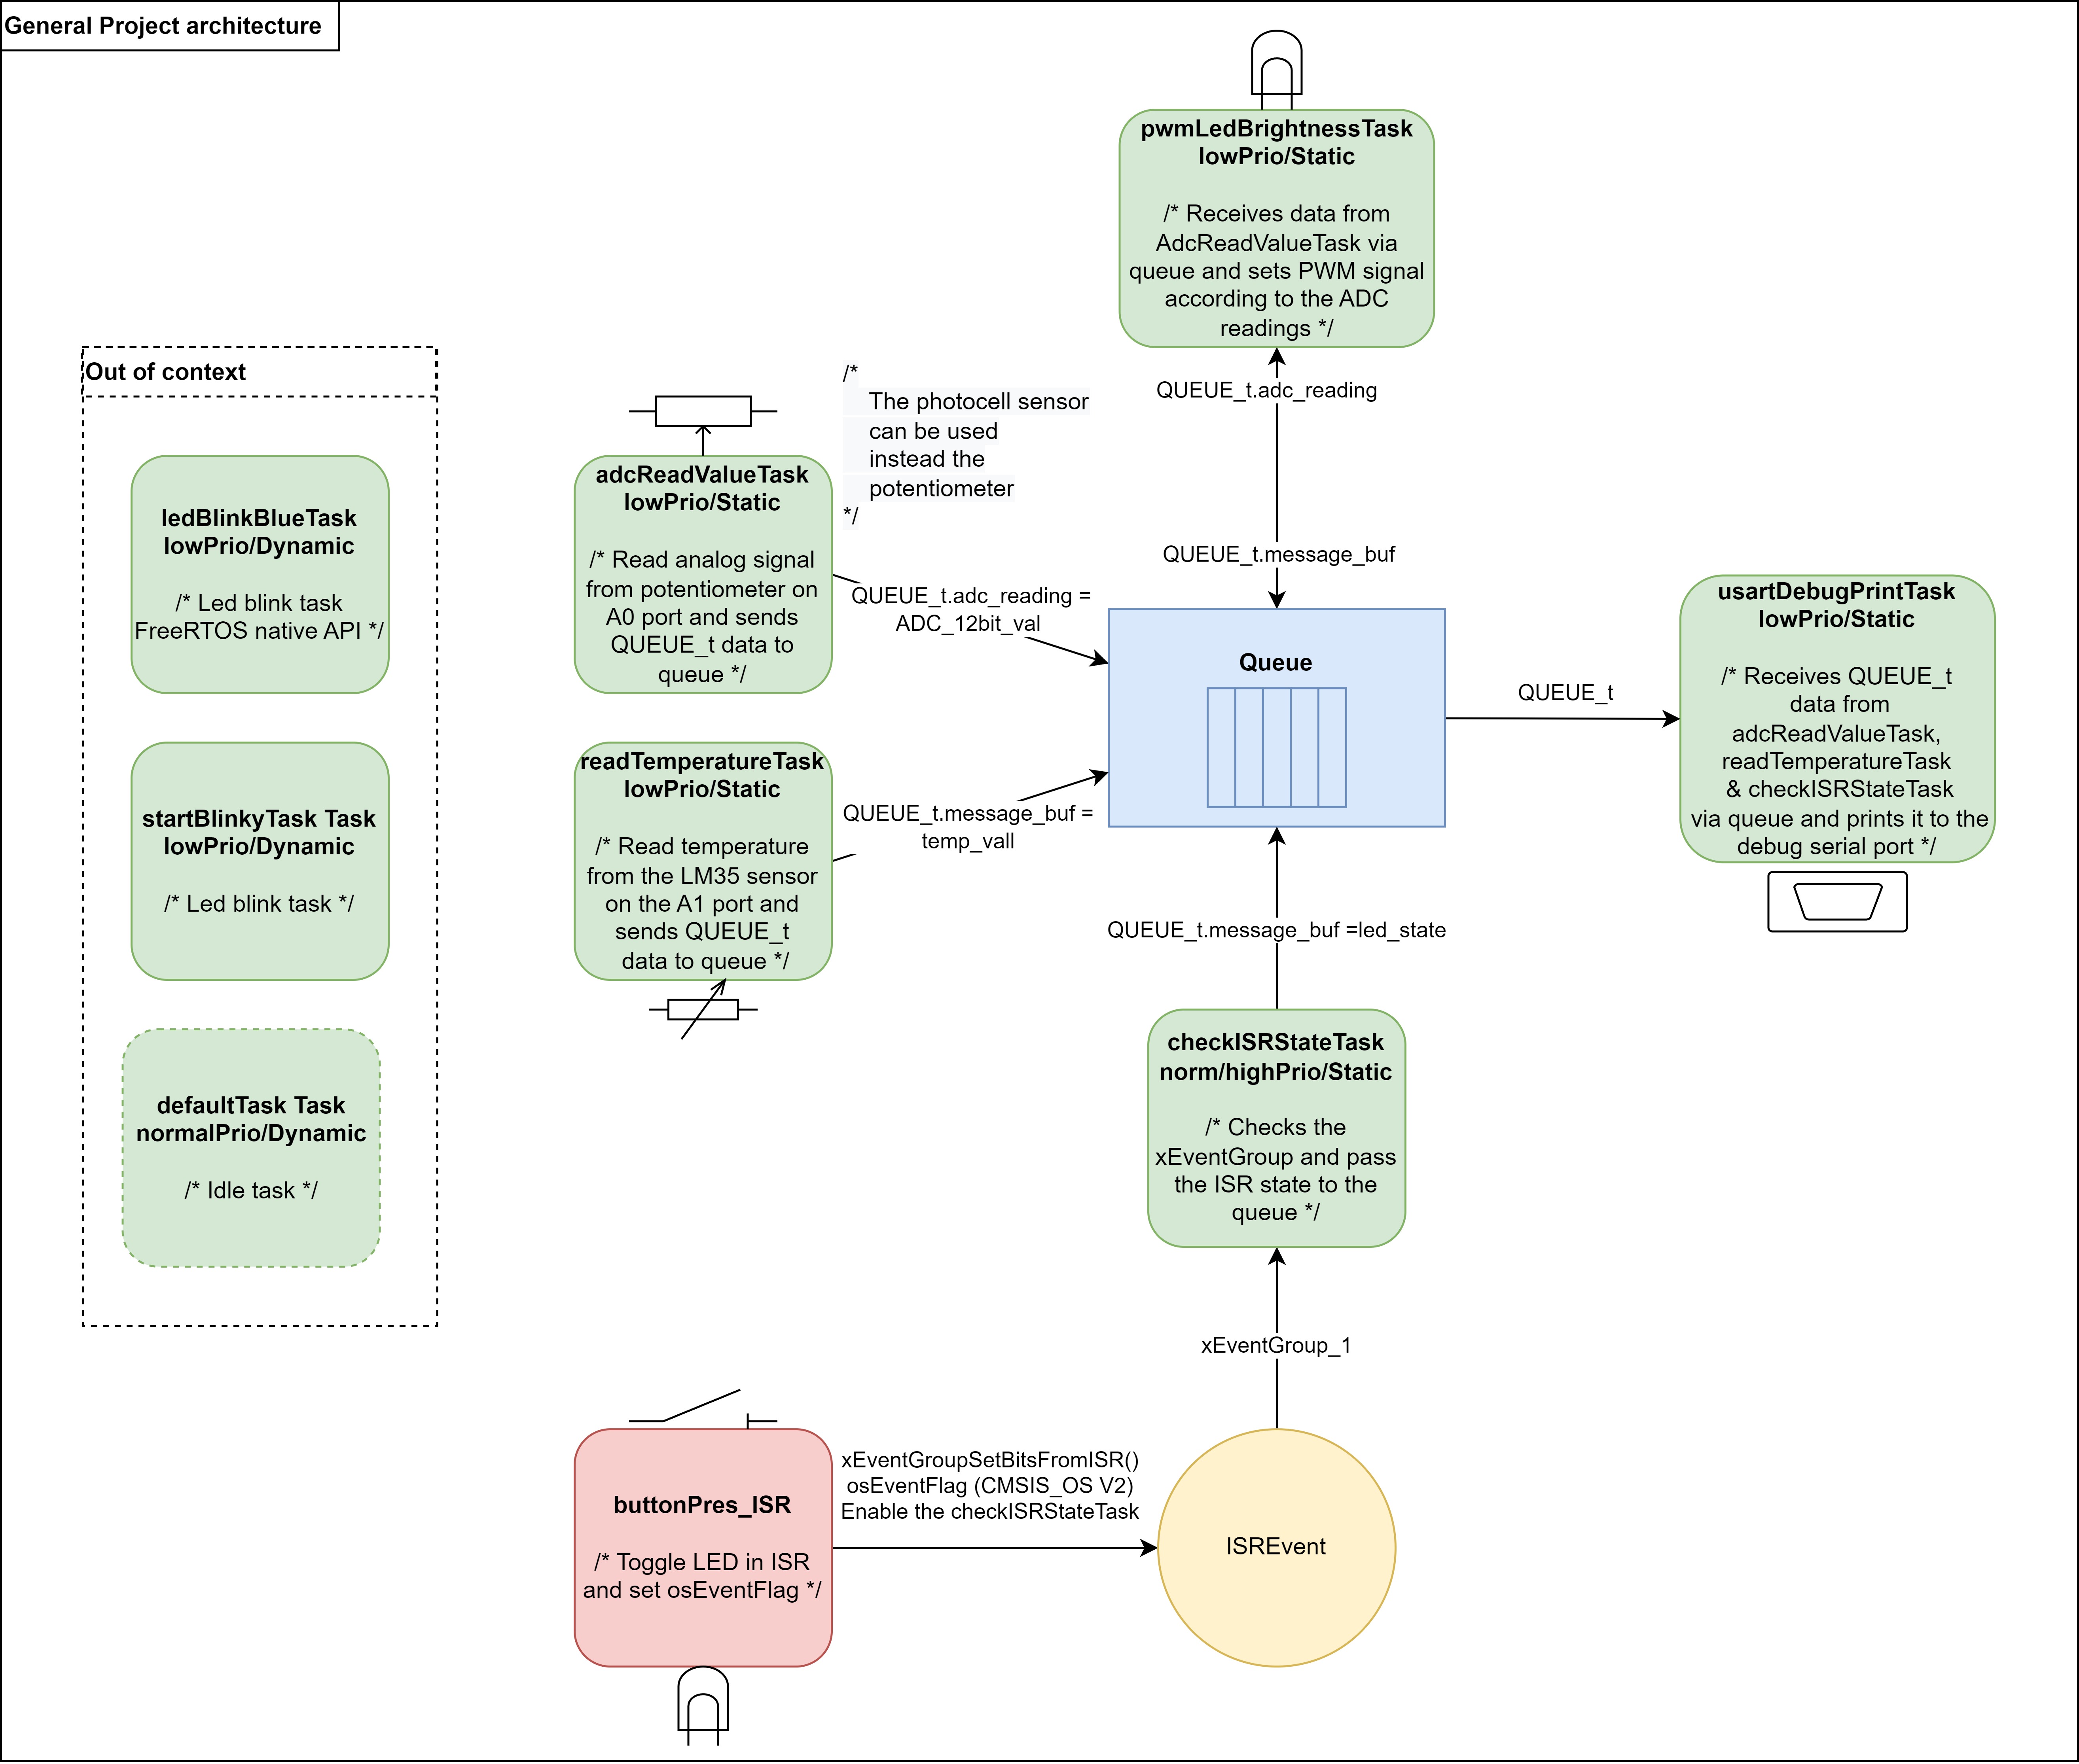 General Project architecture
pwmLedBrightnessTask
lowPrio/Static
/* Receives data from
AdcReadValueTask via
queue and sets PWM signal
according to the ADC
readings */
Out of context
ledBlinkBlueTask
lowPrio/Dynamic
/* Led blink task
FreeRTOS native API */
startBlinkyTask Task
lowPrio/Dynamic
/* Led blink task */
defaultTask Task
normalPrio/Dynamic
/* Idle task */
adcReadValueTask
lowPrio/Static
/* Read analog signal
from potentiometer on
A0 port and sends
QUEUE_t data to
queue */
/*
The photocell sensor
can be used
instead the
potentiometer
*/
QUEUE_t.adc_reading =
ADC_12bit_val
readTemperatureTask
lowPrio/Static
/* Read temperature
from the LM35 sensor
on the A1 port and
sends QUEUE_t
data to queue */
QUEUE_t.message_buf =
temp_vall
QUEUE_t.adc_reading
QUEUE_t.message_buf
Queue
QUEUE_t
usartDebugPrintTask
lowPrio/Static
/* Receives QUEUE_t
data from
adcReadValueTask,
readTemperatureTask
& checkISRStateTask
via queue and prints it to the
debug serial port */
QUEUE_t.message_buf =led_state
checkISRStateTask
norm/highPrio/Static
/* Checks the
xEventGroup and pass
the ISR state to the
queue */
xEventGroup_1
buttonPres_ISR
/* Toggle LED in ISR
and set osEventFlag */
xEventGroupSetBitsFromISR()
osEventFlag (CMSIS_OS V2)
Enable the checkISRStateTask
ISREvent